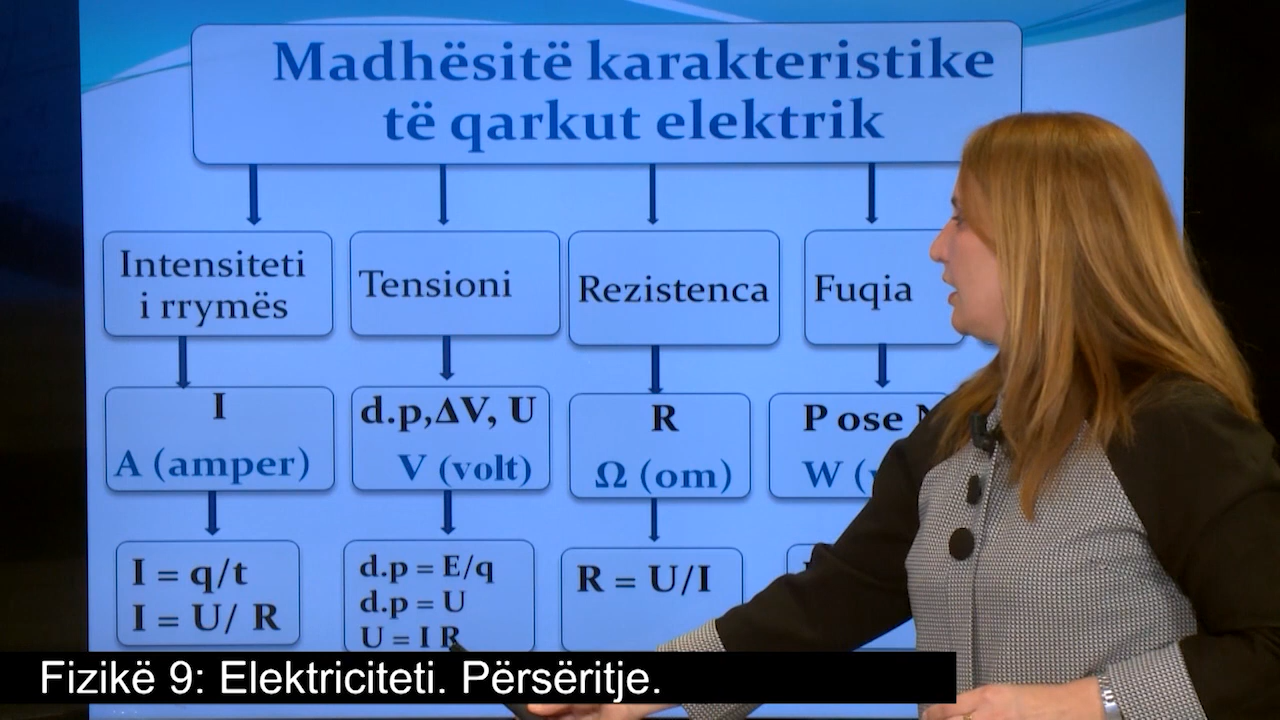 Madhësitë karakteristike
të qarkut elektrik
Intensiteti
i rrymës
Tensioni
Rezistenca
Fuqia
I
A (amper)
d.p,ΔV, U
V (volt)
R
Ω (om)
P ose
W
I = q/t
I = U/ R
d.p = E/q
d.p = U
U = I R
R = U/I
Fizikë 9: Elektriciteti. Përsëritje.